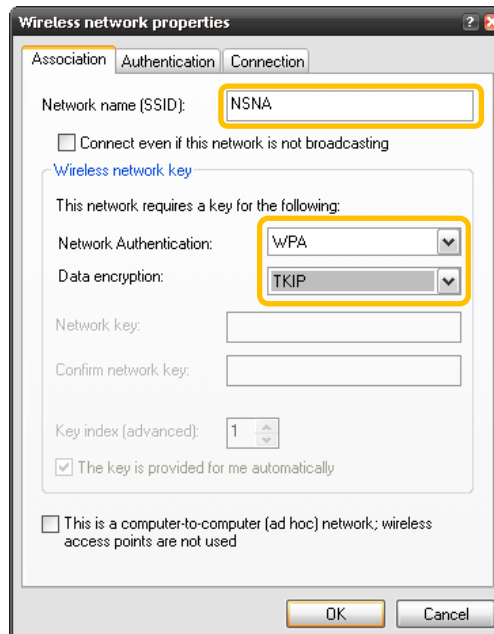 Wireless network properties
Association Authentication Connection
Network name (SSID): NSNA
Connect even if this network is not broadcasting
Wireless network key
This network requires a key for the following:
Network Authentication: WPA
Data encryption: TKIP
Network key:
Confirm network key:
Key index (advanced): 1
The key is provided for me automatically
This is a computer-to-computer (ad hoc) network; wireless
access points are not used
OK Cancel